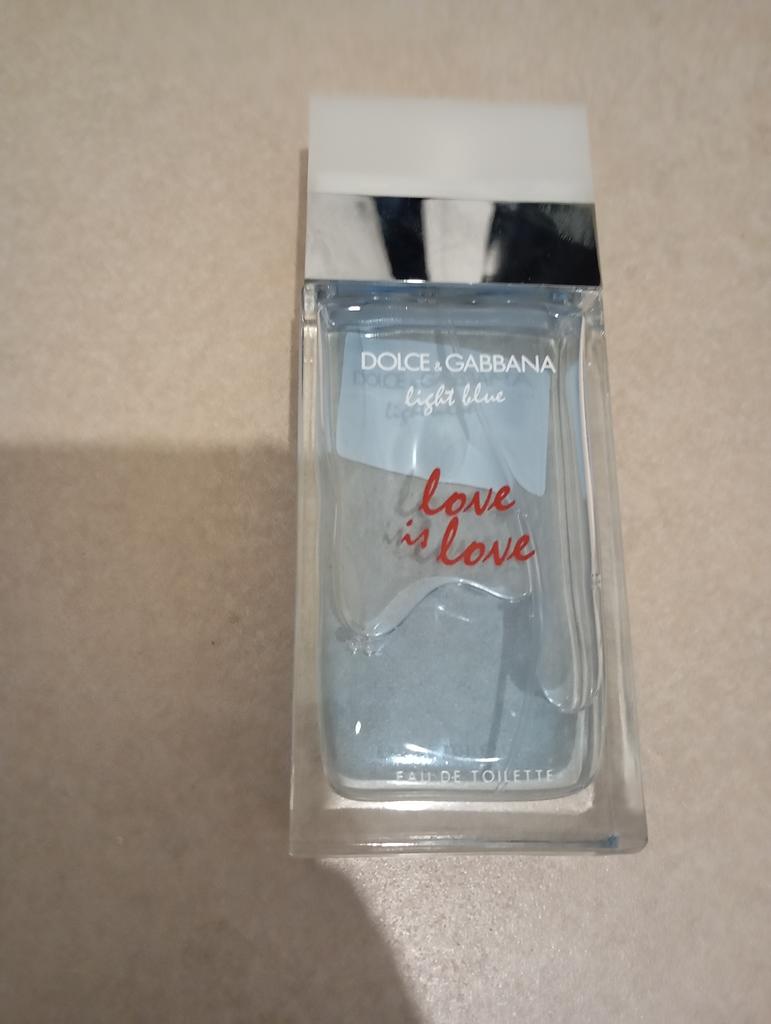 DOLCE & GABBANA
light blue
love
is love
EAU DE TOILETTE